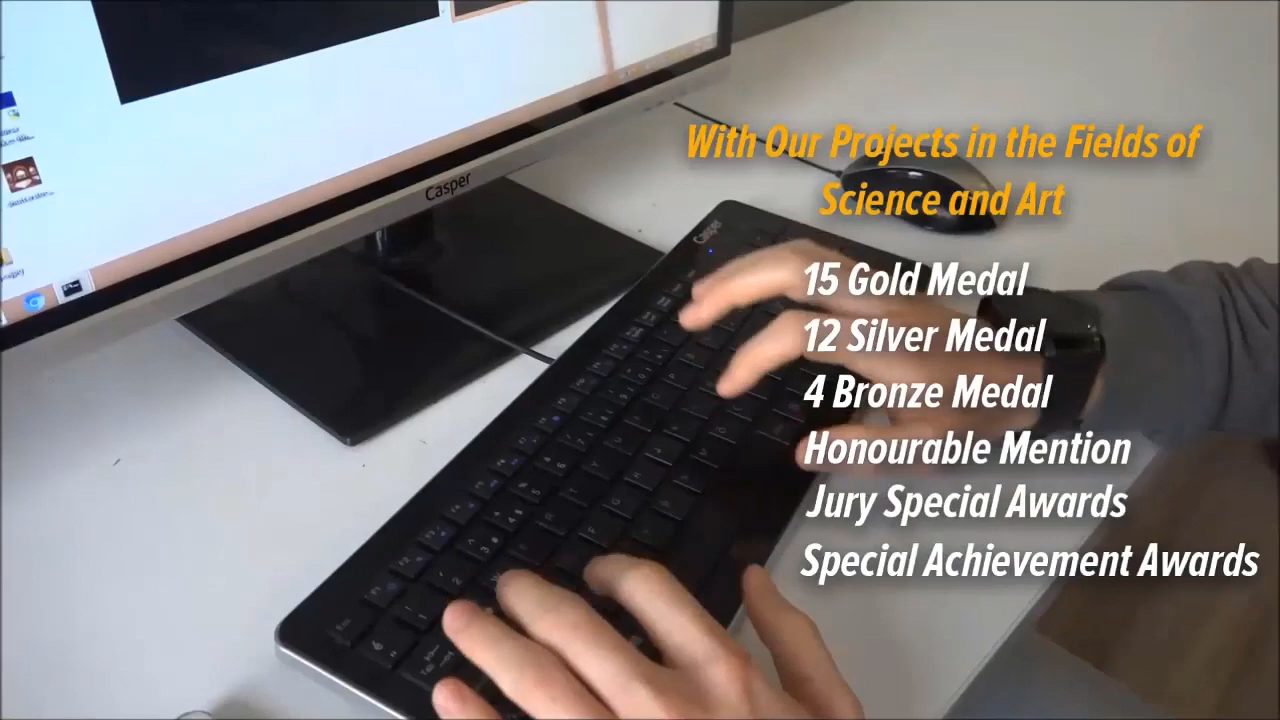 With Our Projects in the Fields of
Science and Art
15 Gold Medal
12 Silver Medal
4 Bronze Medal
Honourable Mention
Jury Special Awards
Special Achievement Awards
Casper
Casper